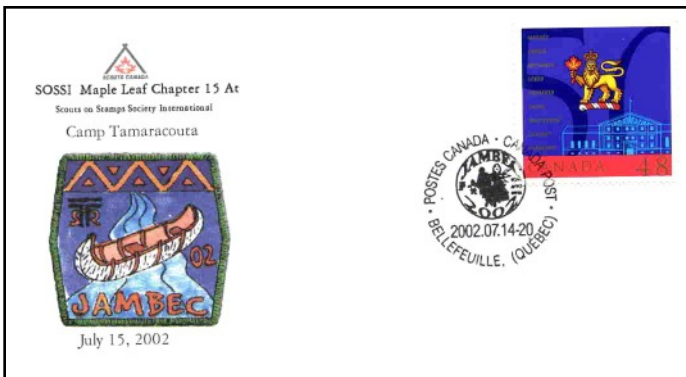 SCOUTS CANADA
SOSSI Maple Leaf Chapter 15 At
Scouts on Stamps Society International
Camp Tamaracouta
02
JAMBEC
July 15, 2002
CANADA 48
· POSTES CANADA · CANADA POST ·
JAMBEC
2002
2002.07.14-20
BELLEFEUILLE, (QUÉBEC)